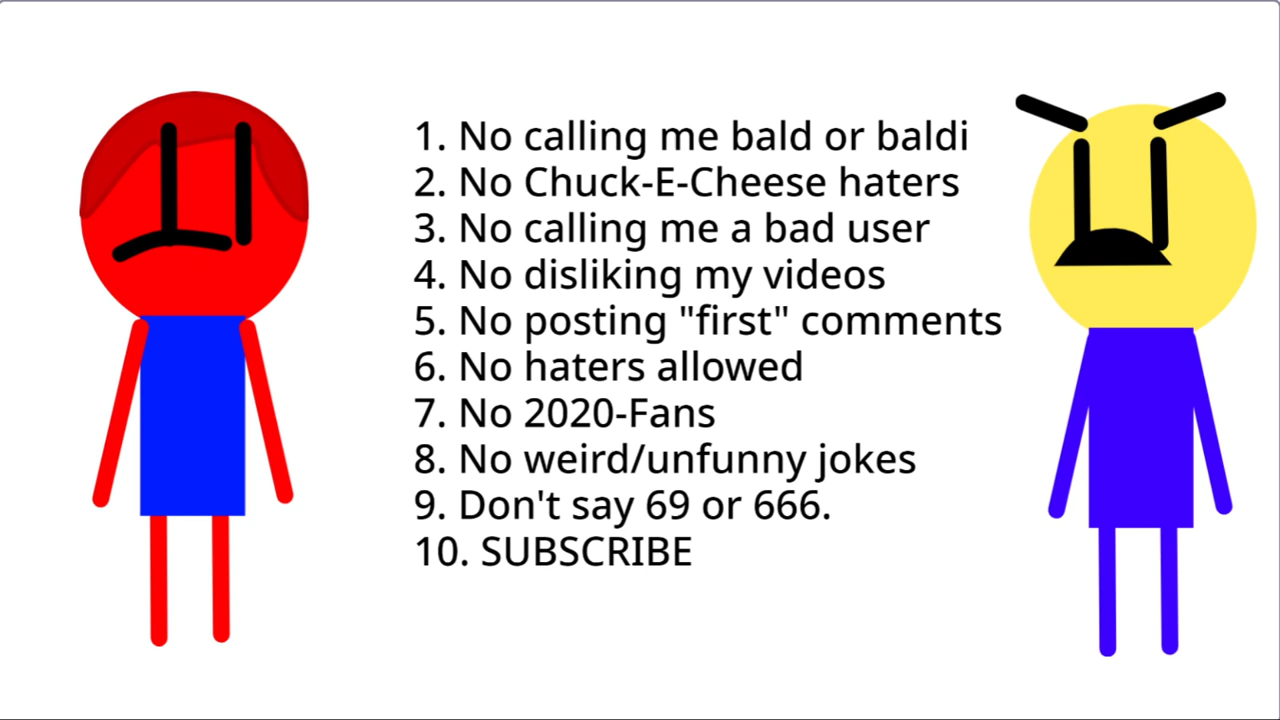 1. No calling me bald or baldi
2. No Chuck-E-Cheese haters
3. No calling me a bad user
4. No disliking my videos
5. No posting "first" comments
6. No haters allowed
7. No 2020-Fans
8. No weird/unfunny jokes
9. Don't say 69 or 666.
10. SUBSCRIBE